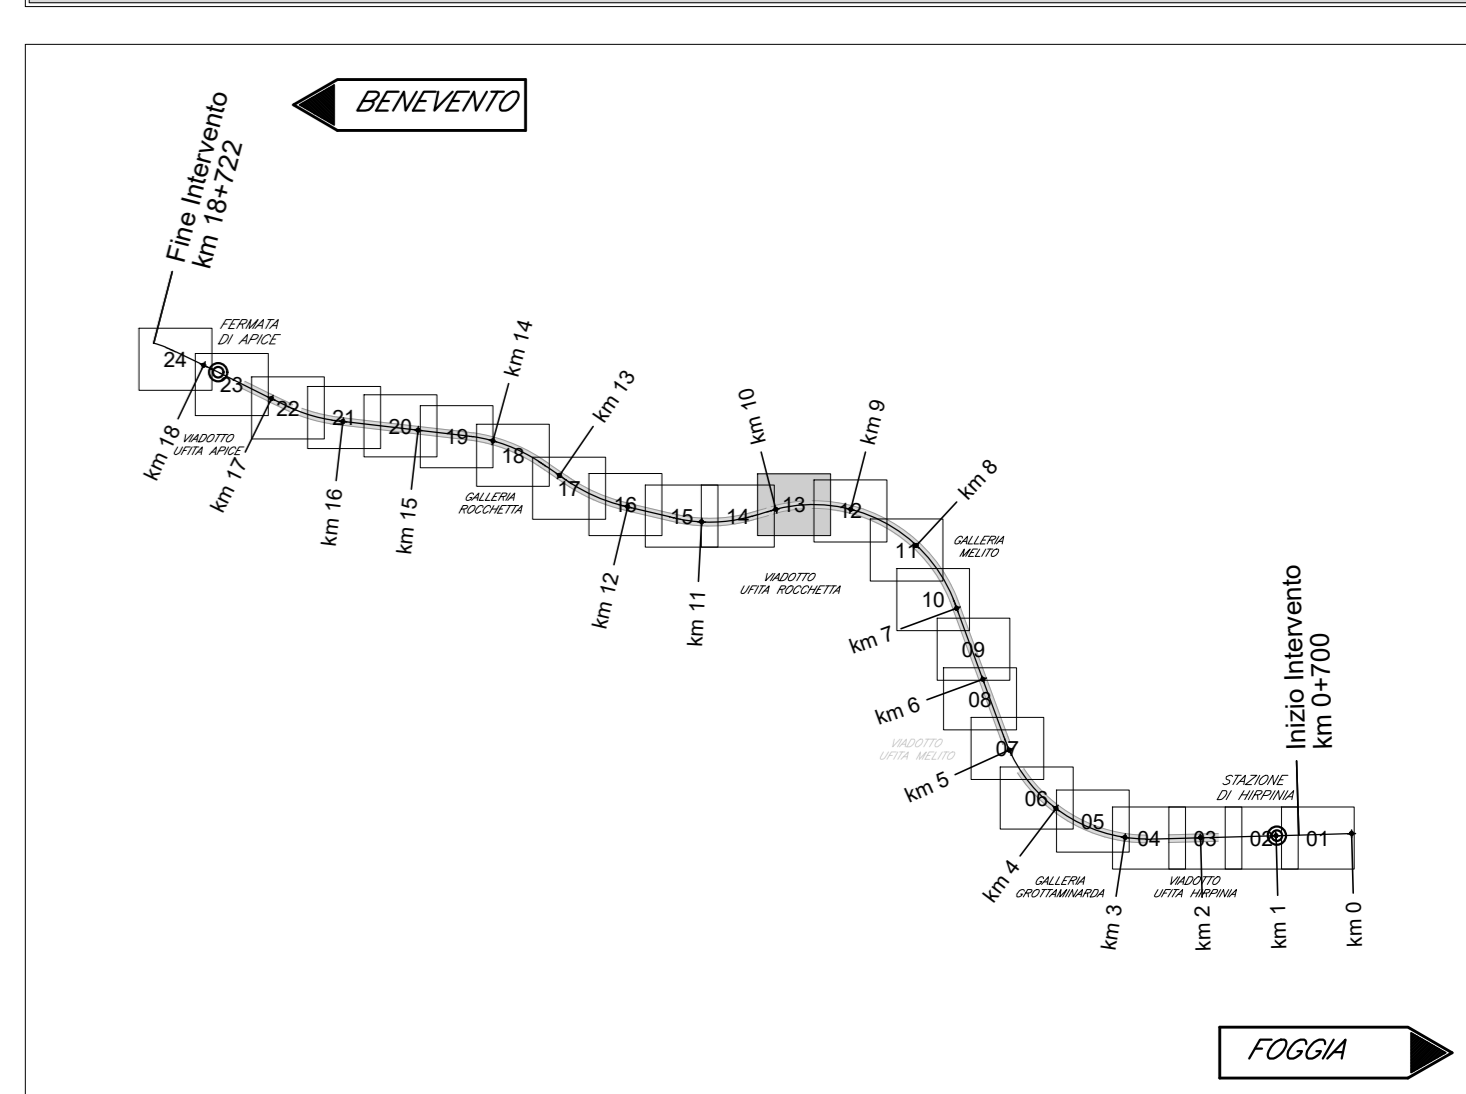 BENEVENTO
Fine Intervento
km 18+722
FERMATA
DI APICE
24
23
22
21
20
19
18
17
16
15
14
13
12
11
10
09
08
07
06
05
04
03
02
01
km 18
VIADOTTO
UFITA APICE
km 17
km 16
km 15
km 14
GALLERIA
ROCCHETTA
km 13
km 12
km 11
km 10
VIADOTTO
UFITA ROCCHETTA
km 9
km 8
GALLERIA
MELITO
km 7
km 6
VIADOTTO
UFITA MELITO
km 5
km 4
GALLERIA
GROTTAMINARDA
km 3
VIADOTTO
UFITA HIRPINIA
km 2
STAZIONE
DI HIRPINIA
km 1
Inizio Intervento
km 0+700
km 0
FOGGIA